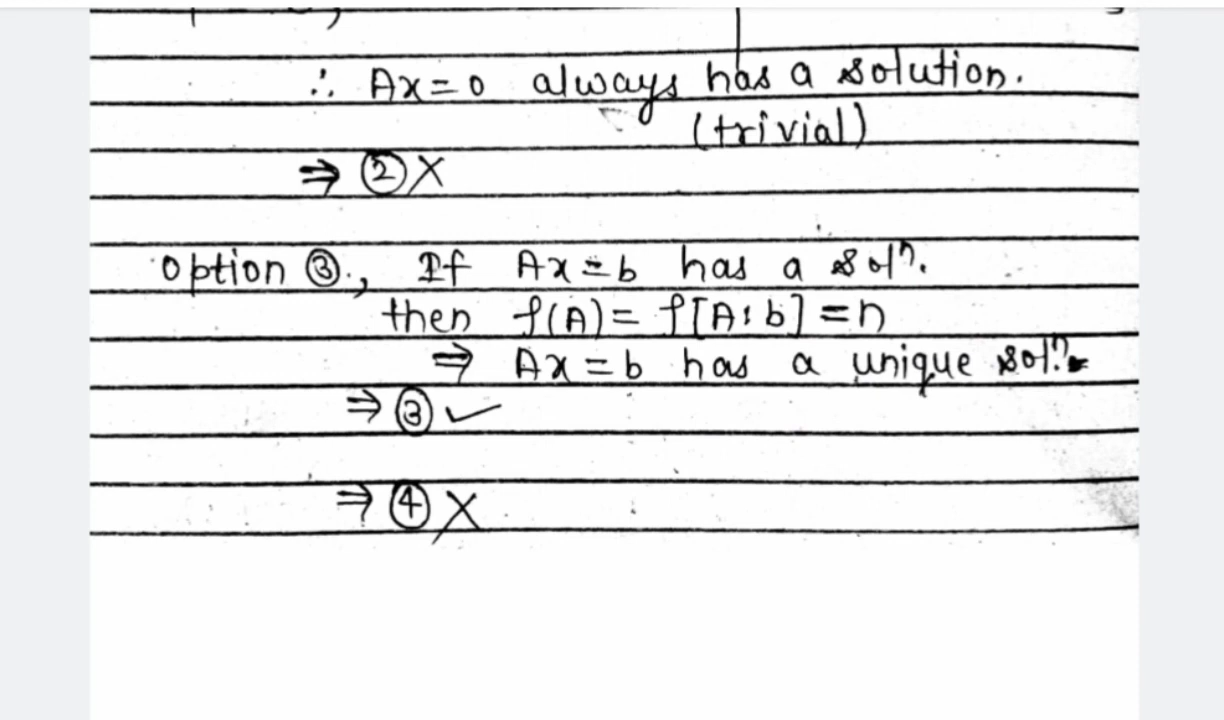 ∴ Ax=0 always has a solution.
(trivial)
⇒ ② X
option ③., If Ax=b has a solⁿ.
then ρ(A)= ρ[A:b] =n
⇒ Ax=b has a unique solⁿ.
⇒ ③ ✓
⇒ ④ X